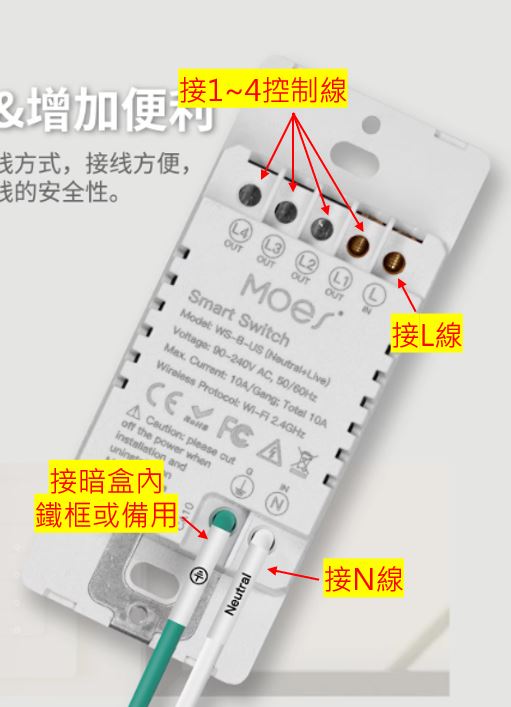 接1~4控制線
&增加便利
线方式，接线方便，
线的安全性。
L4 L3 L2 L1 L
OUT OUT OUT OUT IN
接L線
MOES
Smart Switch
Model: WS-B-US (Neutral+Live)
Voltage: 90-240V AC, 50/60Hz
Max. Current: 10A/Gang; Total 10A
Wireless Protocol: Wi-Fi 2.4GHz
CE RoHS FC
Caution: please cut
off the power when
installation and
接暗盒內
鐵框或備用
G IN
N
接N線
Neutral